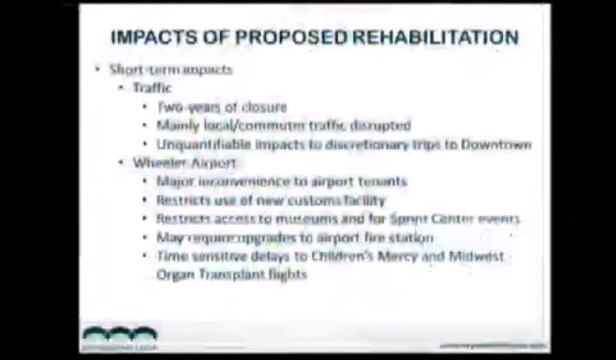 IMPACTS OF PROPOSED REHABILITATION
• Short-term impacts
• Traffic
• Two-years of closure
• Mainly local/commuter traffic disrupted
• Unquantifiable impacts to discretionary trips to Downtown
• Wheeler Airport
• Major inconvenience to airport tenants
• Restricts use of new customs facility
• Restricts access to museums and for Sprint Center events
• May require upgrades to airport fire station
• Time sensitive delays to Children's Mercy and Midwest
Organ Transplant flights